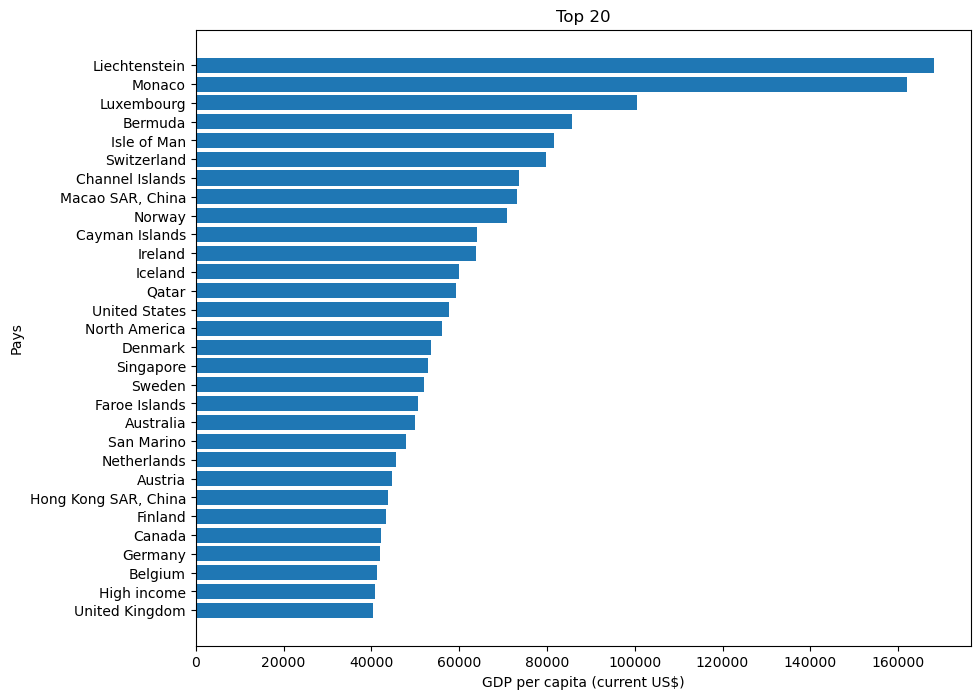 Top 20
Pays
Liechtenstein
Monaco
Luxembourg
Bermuda
Isle of Man
Switzerland
Channel Islands
Macao SAR, China
Norway
Cayman Islands
Ireland
Iceland
Qatar
United States
North America
Denmark
Singapore
Sweden
Faroe Islands
Australia
San Marino
Netherlands
Austria
Hong Kong SAR, China
Finland
Canada
Germany
Belgium
High income
United Kingdom
0 20000 40000 60000 80000 100000 120000 140000 160000
GDP per capita (current US$)